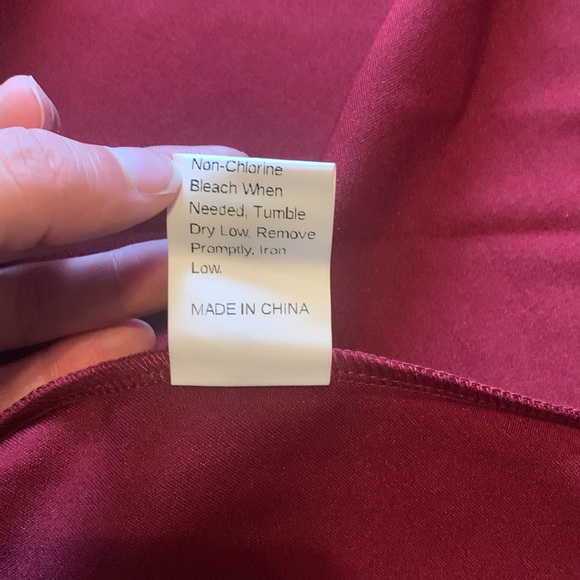 Non-Chlorine
Bleach When
Needed, Tumble
Dry Low, Remove
Promptly, Iron
Low.
MADE IN CHINA